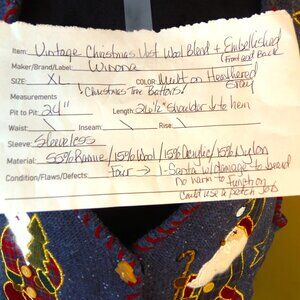 Item: Vintage Christmas Vest Wool Blend + Embellished
(Front and Back
Maker/Brand/Label: Winona
SIZE: XL COLOR: Multi on Heathered Gray
Measurements (Christmas Tree Buttons)
Pit to Pit: 24" Length: 26½" shoulder to hem
Waist: Inseam: Rise:
Sleeve: Sleeveless
Material: 55% Ramie/15% Wool/15% Acrylic/15% Nylon
Condition/Flaws/Defects: Four → 1-Santa w/damage to beard
no harm to function
could use a patch job